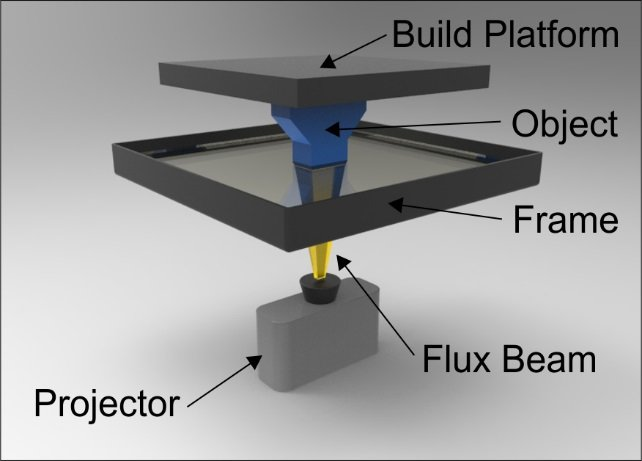 Build Platform
Object
Frame
Flux Beam
Projector